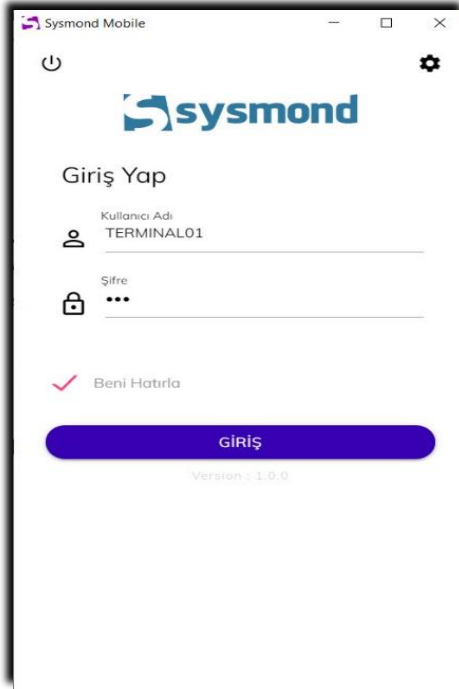 Sysmond Mobile
sysmond
Giriş Yap
Kullanıcı Adı
TERMINAL01
Şifre
•••
Beni Hatırla
GİRİŞ
Version : 1.0.0